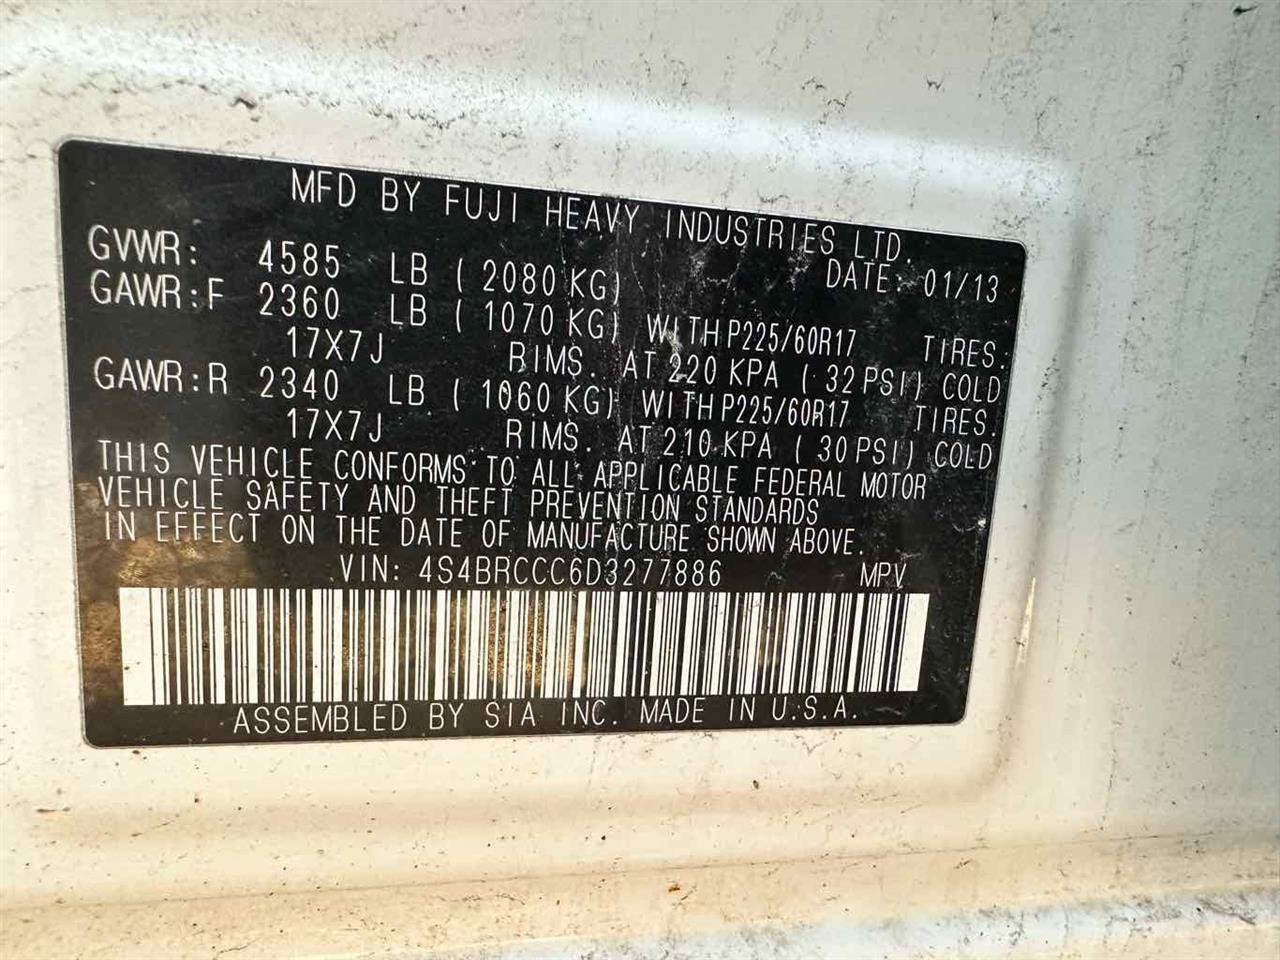 MFD BY FUJI HEAVY INDUSTRIES LTD.
GVWR: 4585 LB ( 2080 KG) DATE: 01/13
GAWR:F 2360 LB ( 1070 KG) WITH P225/60R17 TIRES:
17X7J RIMS. AT 220 KPA ( 32 PSI) COLD
GAWR:R 2340 LB ( 1060 KG) WITH P225/60R17 TIRES:
17X7J RIMS. AT 210 KPA ( 30 PSI) COLD
THIS VEHICLE CONFORMS TO ALL APPLICABLE FEDERAL MOTOR
VEHICLE SAFETY AND THEFT PREVENTION STANDARDS
IN EFFECT ON THE DATE OF MANUFACTURE SHOWN ABOVE.
VIN: 4S4BRCCC6D3277886 MPV
ASSEMBLED BY SIA INC. MADE IN U.S.A.